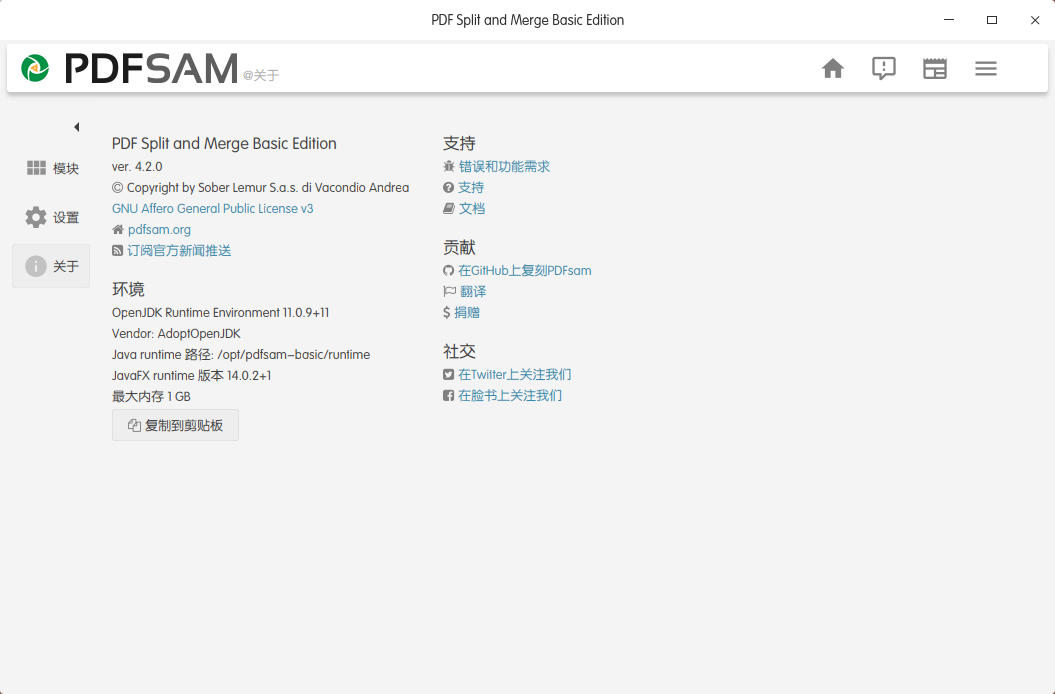 PDF Split and Merge Basic Edition
PDFSAM @关于
模块
设置
关于
PDF Split and Merge Basic Edition
ver. 4.2.0
© Copyright by Sober Lemur S.a.s. di Vacondio Andrea
GNU Affero General Public License v3
pdfsam.org
订阅官方新闻推送
环境
OpenJDK Runtime Environment 11.0.9+11
Vendor: AdoptOpenJDK
Java runtime 路径: /opt/pdfsam-basic/runtime
JavaFX runtime 版本 14.0.2+1
最大内存 1 GB
复制到剪贴板
支持
错误和功能需求
支持
文档
贡献
在GitHub上复刻PDFsam
翻译
捐赠
社交
在Twitter上关注我们
在脸书上关注我们